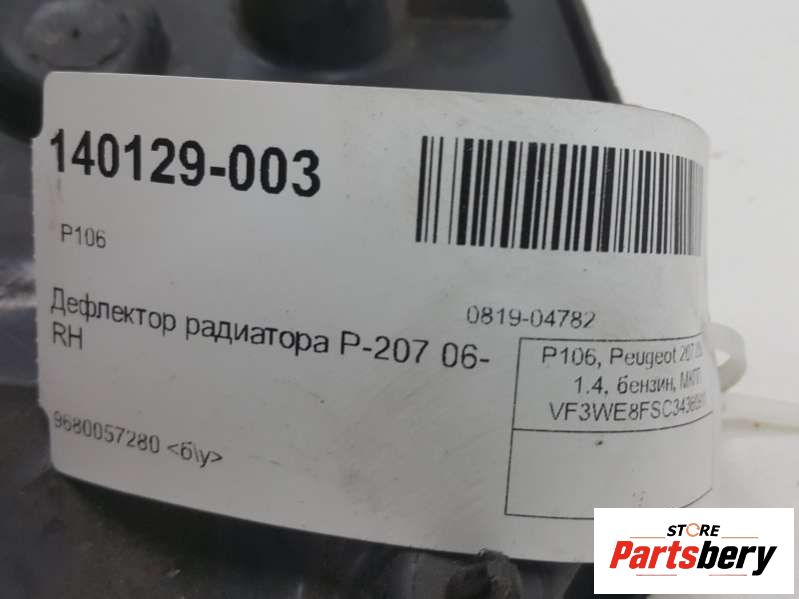 140129-003
P106
Дефлектор радиатора P-207 06-
RH
9680057280 <б\у>
0819-04782
P106, Peugeot 207
1.4, бензин, МКПП
STORE
Partsbery